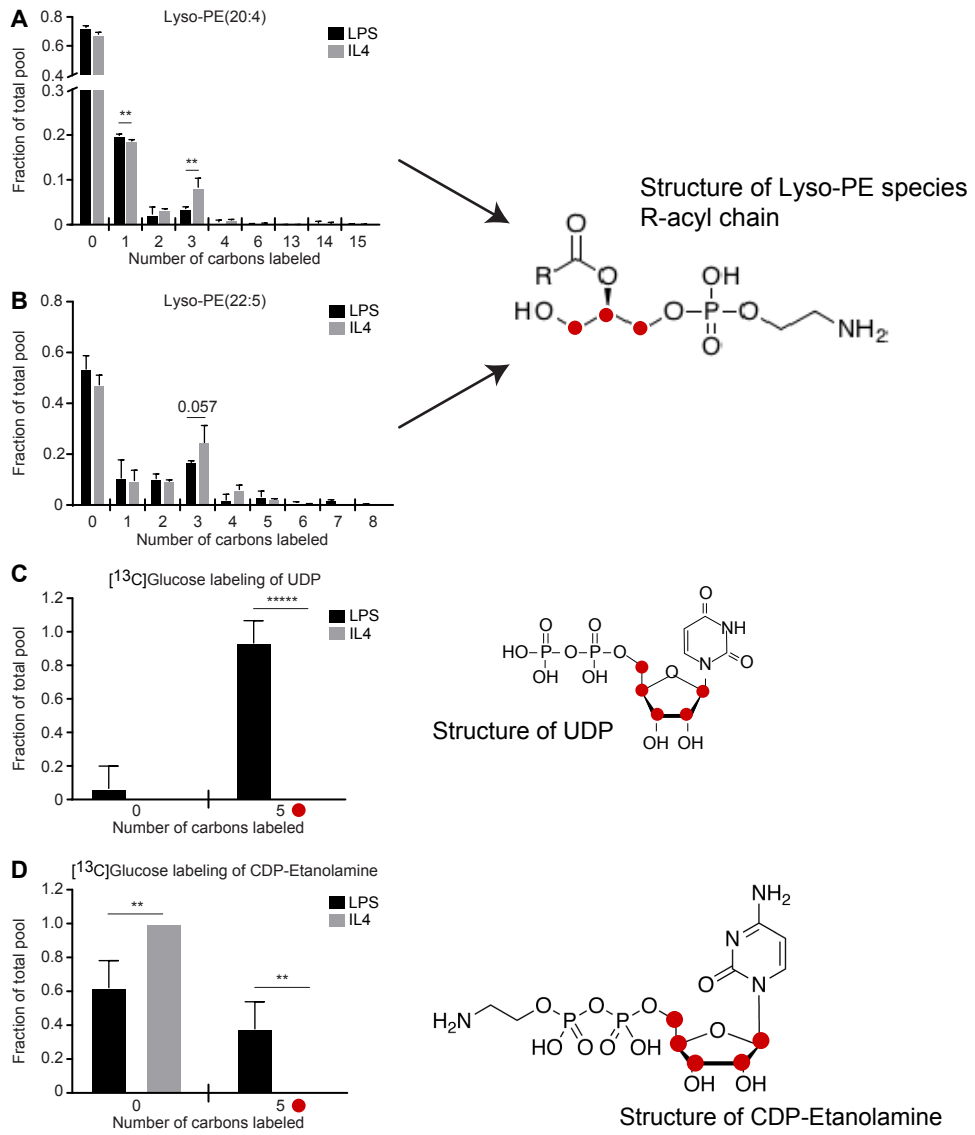 A
Lyso-PE(20:4)
LPS
IL4
Fraction of total pool
0.8
0.6
0.4
0.3
0.2
0.1
0
**
**
0 1 2 3 4 6 13 14 15
Number of carbons labeled
Structure of Lyso-PE species
R-acyl chain
O
R O OH
HO O P O NH2
O
B
Lyso-PE(22:5)
LPS
IL4
Fraction of total pool
0.8
0.6
0.4
0.2
0
0.057
0 1 2 3 4 5 6 7 8
Number of carbons labeled
C
[13C]Glucose labeling of UDP
LPS
IL4
Fraction of total pool
1.2
1.0
0.8
0.6
0.4
0.2
0
*****
0 5
Number of carbons labeled
O
NH
O O N O
HO P O P O O
OH OH
OH OH
Structure of UDP
D
[13C]Glucose labeling of CDP-Etanolamine
LPS
IL4
Fraction of total pool
1.2
1.0
0.8
0.6
0.4
0.2
0
**
**
0 5
Number of carbons labeled
NH2
N
O N
H2N O P O P O O
HO O O OH
OH OH
Structure of CDP-Etanolamine